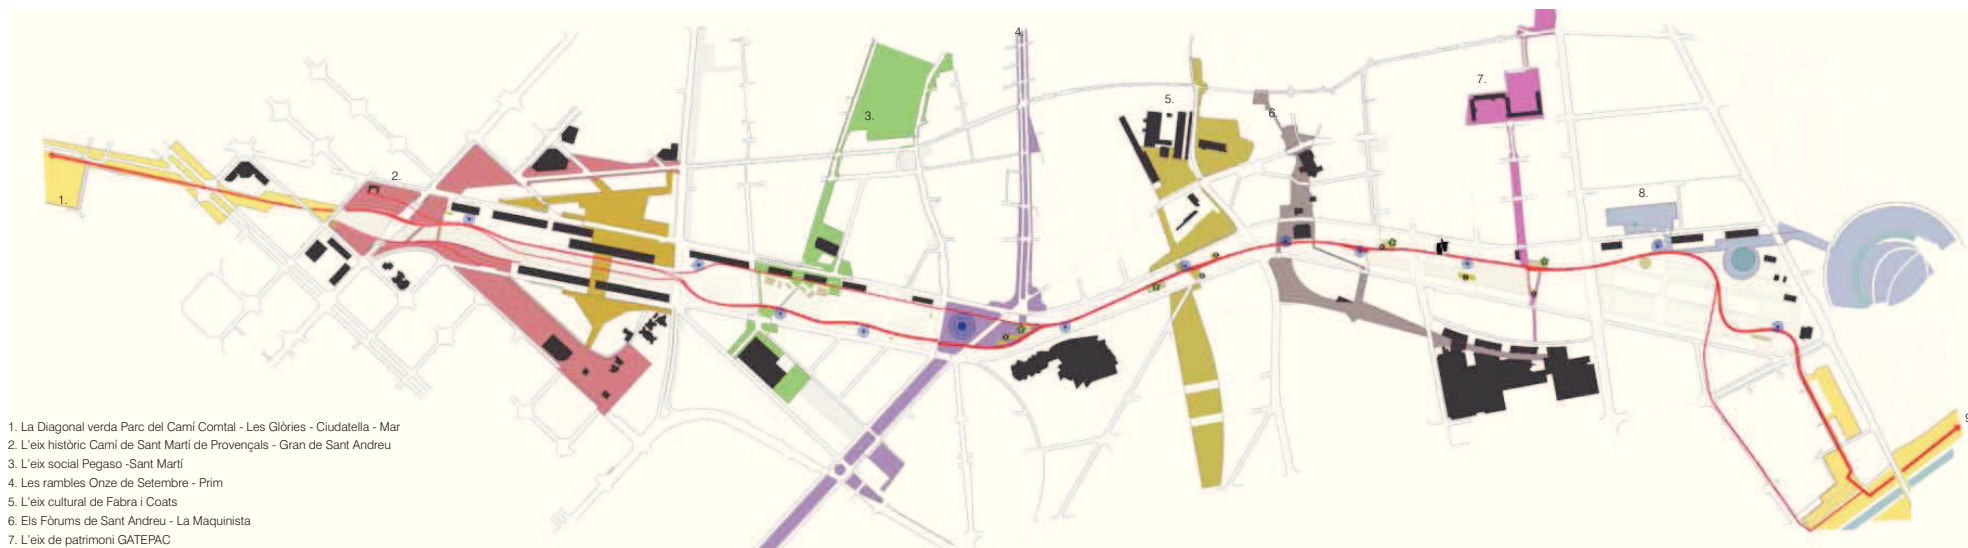 4.
7.
5.
6.
3.
2.
8.
1.
9
1. La Diagonal verda Parc del Camí Comtal - Les Glòries - Ciudatella - Mar
2. L'eix històric Camí de Sant Martí de Provençals - Gran de Sant Andreu
3. L'eix social Pegaso -Sant Martí
4. Les rambles Onze de Setembre - Prim
5. L'eix cultural de Fabra i Coats
6. Els Fòrums de Sant Andreu - La Maquinista
7. L'eix de patrimoni GATEPAC